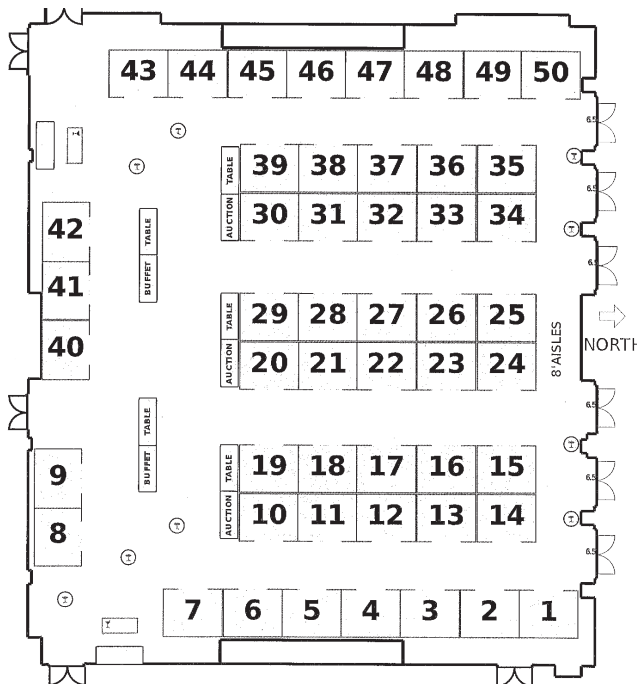 43 44 45 46 47 48 49 50
6.5
TABLE 39 38 37 36 35
6.5
42 TABLE AUCTION 30 31 32 33 34
41 BUFFET
TABLE 29 28 27 26 25
NORTH
40 AUCTION 20 21 22 23 24
8'AISLES
6.5
TABLE
9 BUFFET TABLE 19 18 17 16 15
6.5
8 AUCTION 10 11 12 13 14
6.5
7 6 5 4 3 2 1